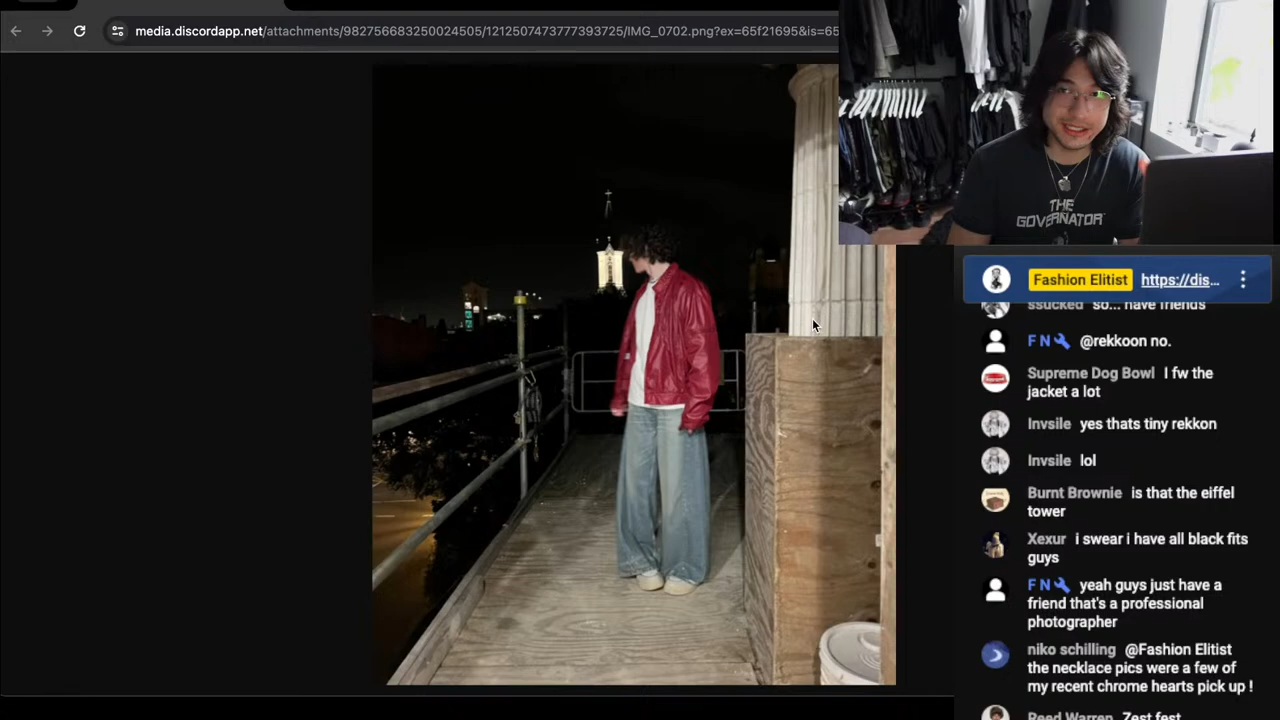 media.discordapp.net/attachments/982756683250024505/1212507473777393725/IMG_0702.png?ex=65f21695&is=65
THE
GOVERNATOR
Fashion Elitist https://dis...
ssucked so... have friends
F N @rekkoon no.
Supreme Dog Bowl I fw the
jacket a lot
Invsile yes thats tiny rekkon
Invsile lol
Burnt Brownie is that the eiffel
tower
Xexur i swear i have all black fits
guys
F N yeah guys just have a
friend that's a professional
photographer
niko schilling @Fashion Elitist
the necklace pics were a few of
my recent chrome hearts pick up !
Reed Warren Zest fest